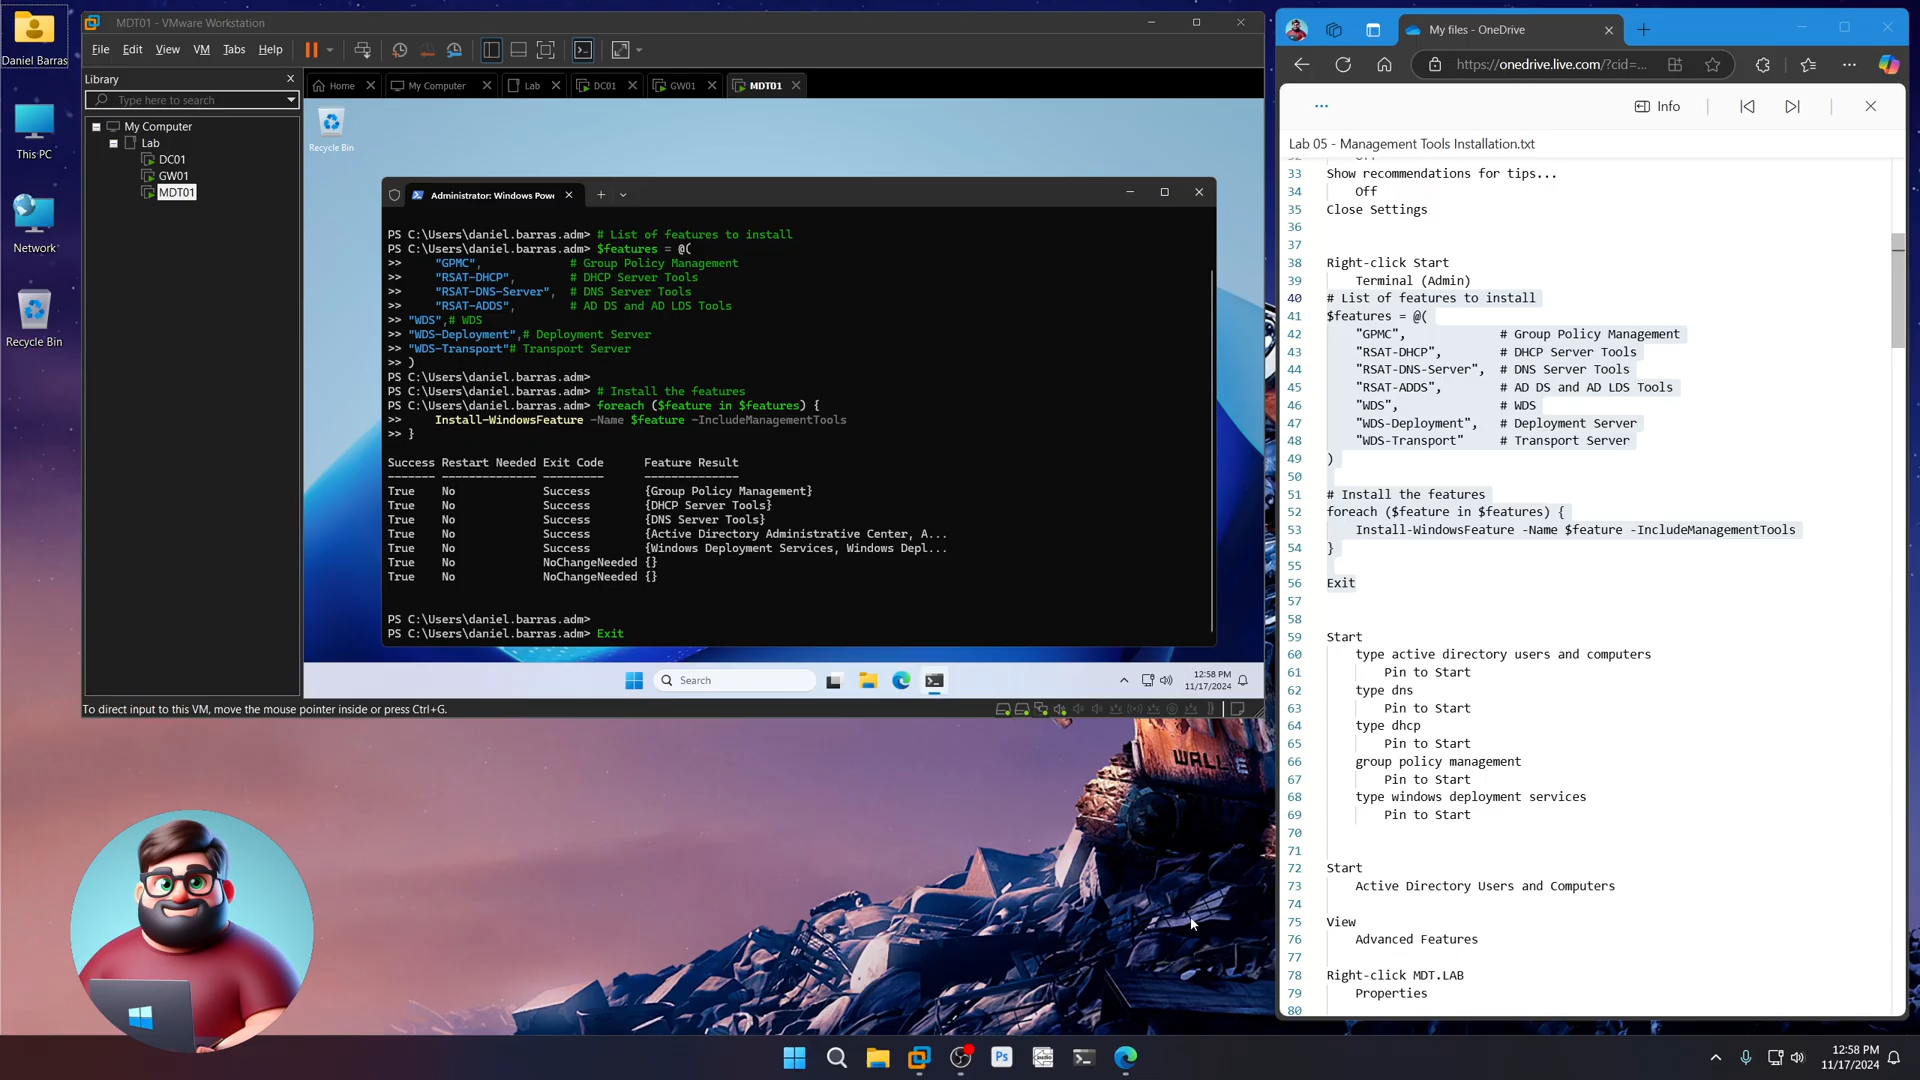 Daniel Barras
This PC
Network
Recycle Bin
MDT01 - VMware Workstation
File Edit View VM Tabs Help
Library
Type here to search
My Computer
Lab
DC01
GW01
MDT01
Home
My Computer
Lab
DC01
GW01
MDT01
Recycle Bin
Administrator: Windows Pow
PS C:\Users\daniel.barras.adm> # List of features to install
PS C:\Users\daniel.barras.adm> $features = @(
>>     "GPMC",            # Group Policy Management
>>     "RSAT-DHCP",       # DHCP Server Tools
>>     "RSAT-DNS-Server",  # DNS Server Tools
>>     "RSAT-ADDS",       # AD DS and AD LDS Tools
>> "WDS",# WDS
>> "WDS-Deployment",# Deployment Server
>> "WDS-Transport"# Transport Server
>> )
PS C:\Users\daniel.barras.adm>
PS C:\Users\daniel.barras.adm> # Install the features
PS C:\Users\daniel.barras.adm> foreach ($feature in $features) {
>>     Install-WindowsFeature -Name $feature -IncludeManagementTools
>> }
Success Restart Needed Exit Code      Feature Result
------- -------------- ---------      --------------
True    No             Success        {Group Policy Management}
True    No             Success        {DHCP Server Tools}
True    No             Success        {DNS Server Tools}
True    No             Success        {Active Directory Administrative Center, A...
True    No             Success        {Windows Deployment Services, Windows Depl...
True    No             NoChangeNeeded {}
True    No             NoChangeNeeded {}
PS C:\Users\daniel.barras.adm>
PS C:\Users\daniel.barras.adm> Exit
Search
12:58 PM
11/17/2024
To direct input to this VM, move the mouse pointer inside or press Ctrl+G.
WALL
My files - OneDrive
https://onedrive.live.com/?cid=...
Info
Lab 05 - Management Tools Installation.txt
33 Show recommendations for tips...
34     Off
35 Close Settings
36
37
38 Right-click Start
39     Terminal (Admin)
40 # List of features to install
41 $features = @(
42     "GPMC",             # Group Policy Management
43     "RSAT-DHCP",        # DHCP Server Tools
44     "RSAT-DNS-Server",  # DNS Server Tools
45     "RSAT-ADDS",        # AD DS and AD LDS Tools
46     "WDS",              # WDS
47     "WDS-Deployment",   # Deployment Server
48     "WDS-Transport"     # Transport Server
49 )
50
51 # Install the features
52 foreach ($feature in $features) {
53     Install-WindowsFeature -Name $feature -IncludeManagementTools
54 }
55
56 Exit
57
58
59 Start
60     type active directory users and computers
61         Pin to Start
62     type dns
63         Pin to Start
64     type dhcp
65         Pin to Start
66     group policy management
67         Pin to Start
68     type windows deployment services
69         Pin to Start
70
71
72 Start
73     Active Directory Users and Computers
74
75 View
76     Advanced Features
77
78 Right-click MDT.LAB
79     Properties
80
Ps
12:58 PM
11/17/2024